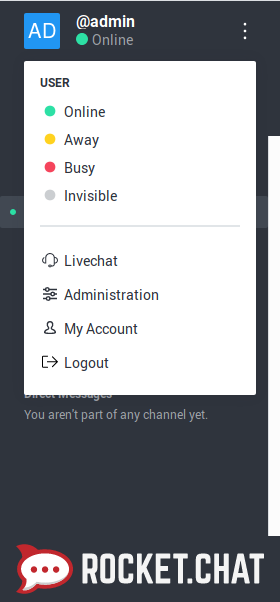 AD
@admin
Online
USER
Online
Away
Busy
Invisible
Livechat
Administration
My Account
Logout
Direct Messages
You aren't part of any channel yet.
ROCKET.CHAT